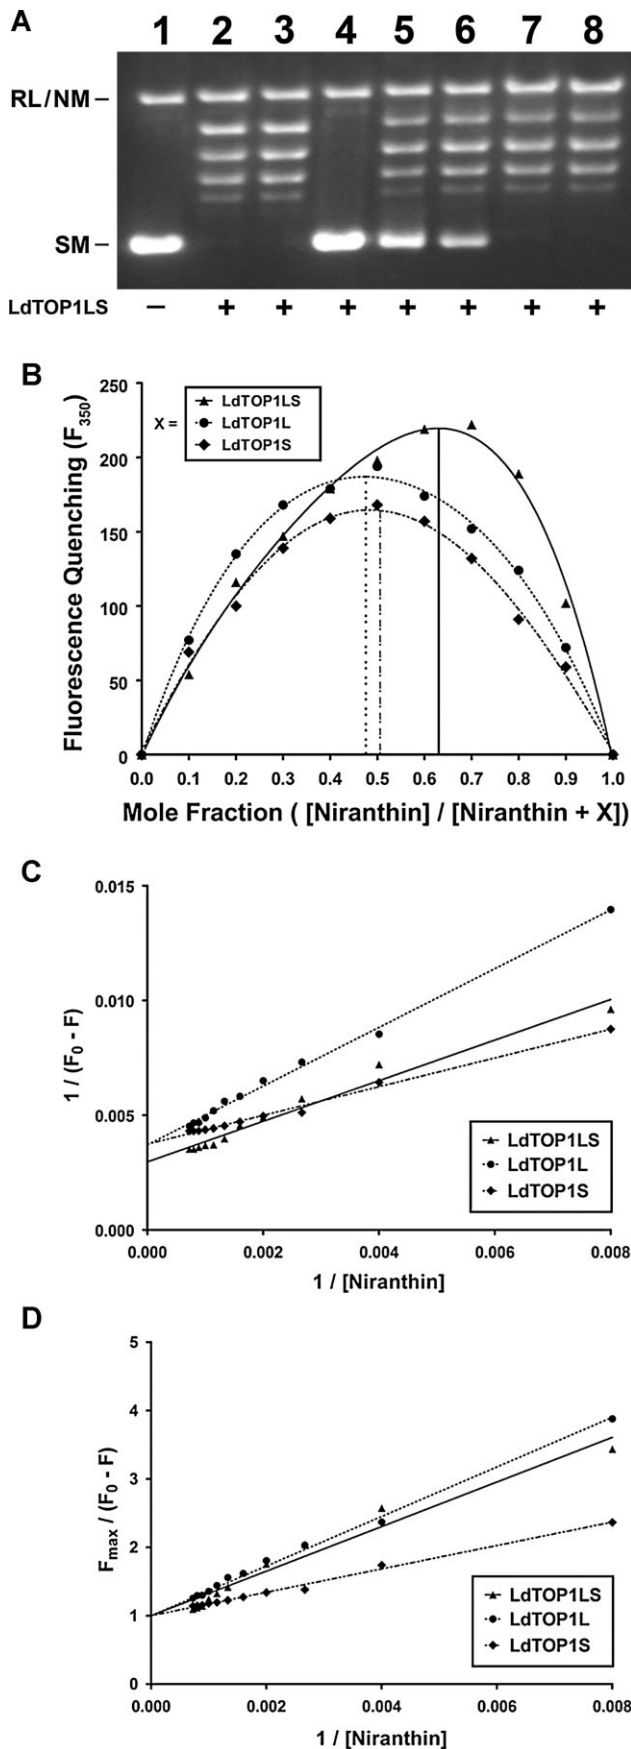 A
1 2 3 4 5 6 7 8
RL/NM –
SM –
LdTOP1LS – + + + + + + +
B
250
200
150
100
50
0
Fluorescence Quenching (F350)
X =
LdTOP1LS
LdTOP1L
LdTOP1S
0.0 0.1 0.2 0.3 0.4 0.5 0.6 0.7 0.8 0.9 1.0
Mole Fraction ( [Niranthin] / [Niranthin + X])
C
0.015
0.010
0.005
0.000
1 / (F0 - F)
LdTOP1LS
LdTOP1L
LdTOP1S
0.000 0.002 0.004 0.006 0.008
1 / [Niranthin]
D
5
4
3
2
1
0
Fmax / (F0 - F)
LdTOP1LS
LdTOP1L
LdTOP1S
0.000 0.002 0.004 0.006 0.008
1 / [Niranthin]